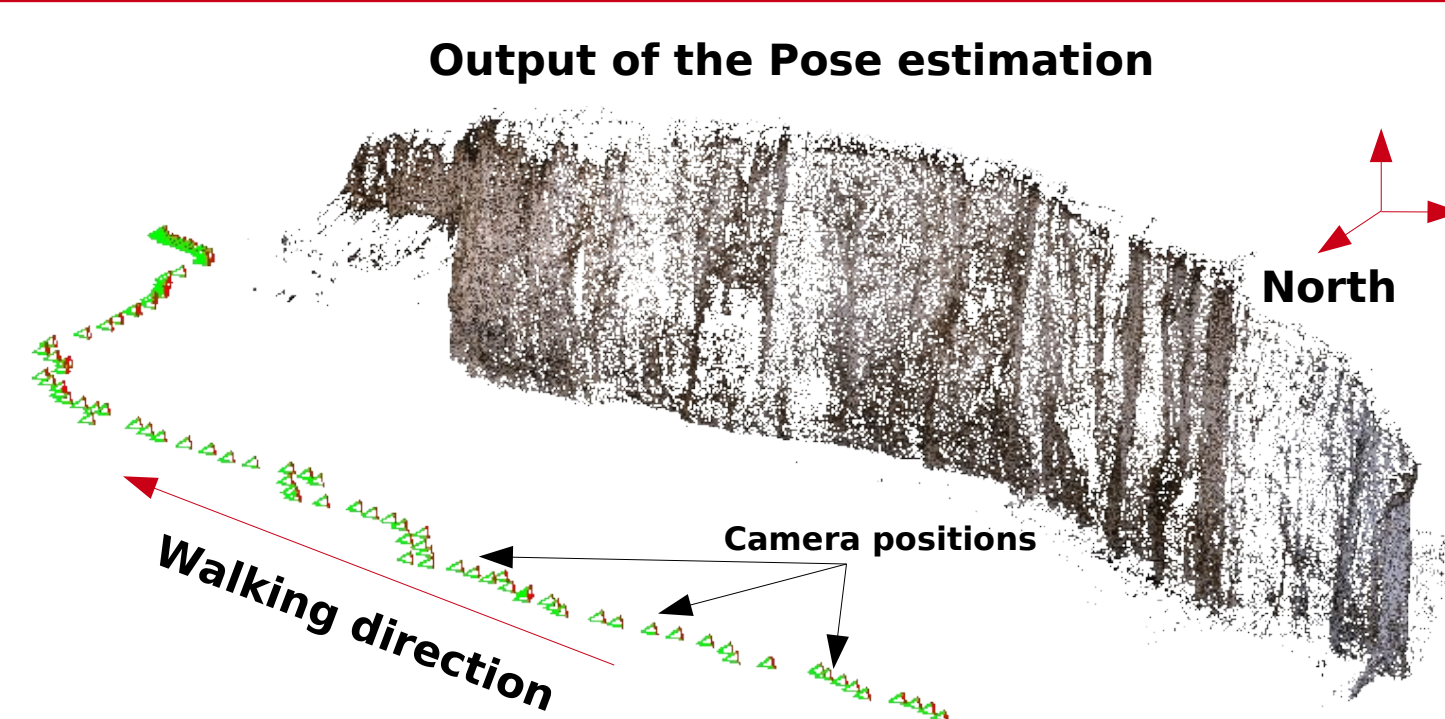 Output of the Pose estimation
North
Camera positions
Walking direction